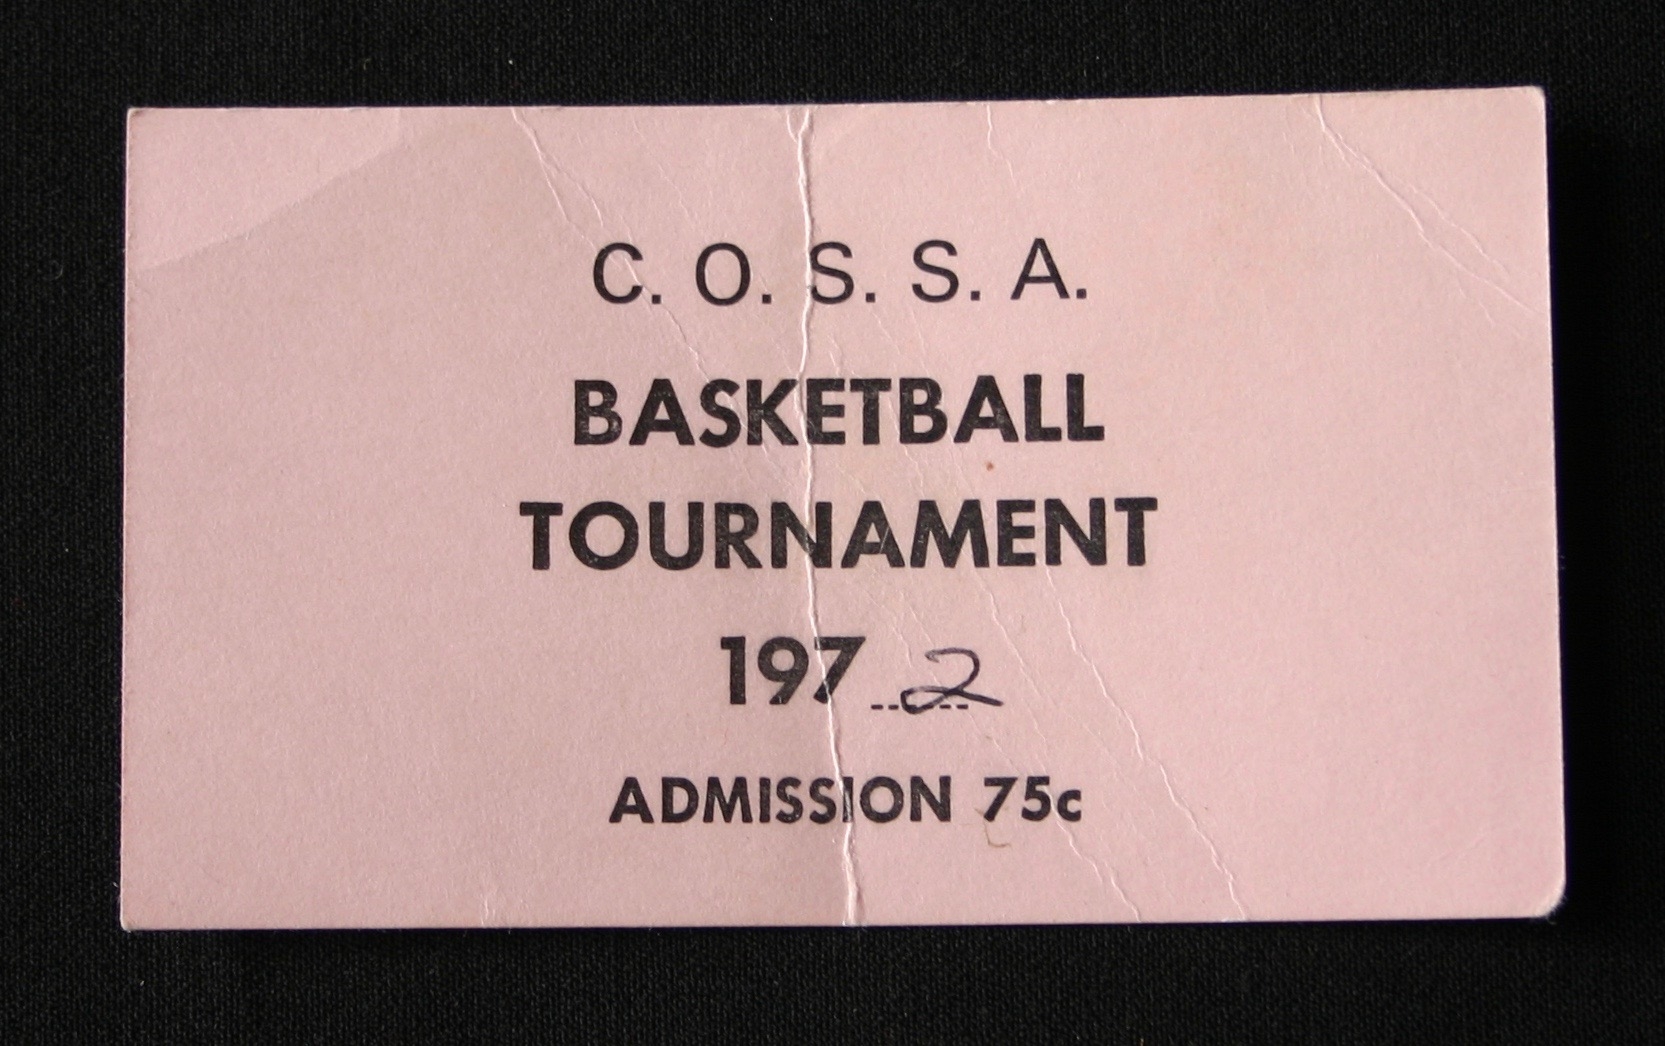 C. O. S. S. A.
BASKETBALL
TOURNAMENT
197 2
ADMISSION 75c